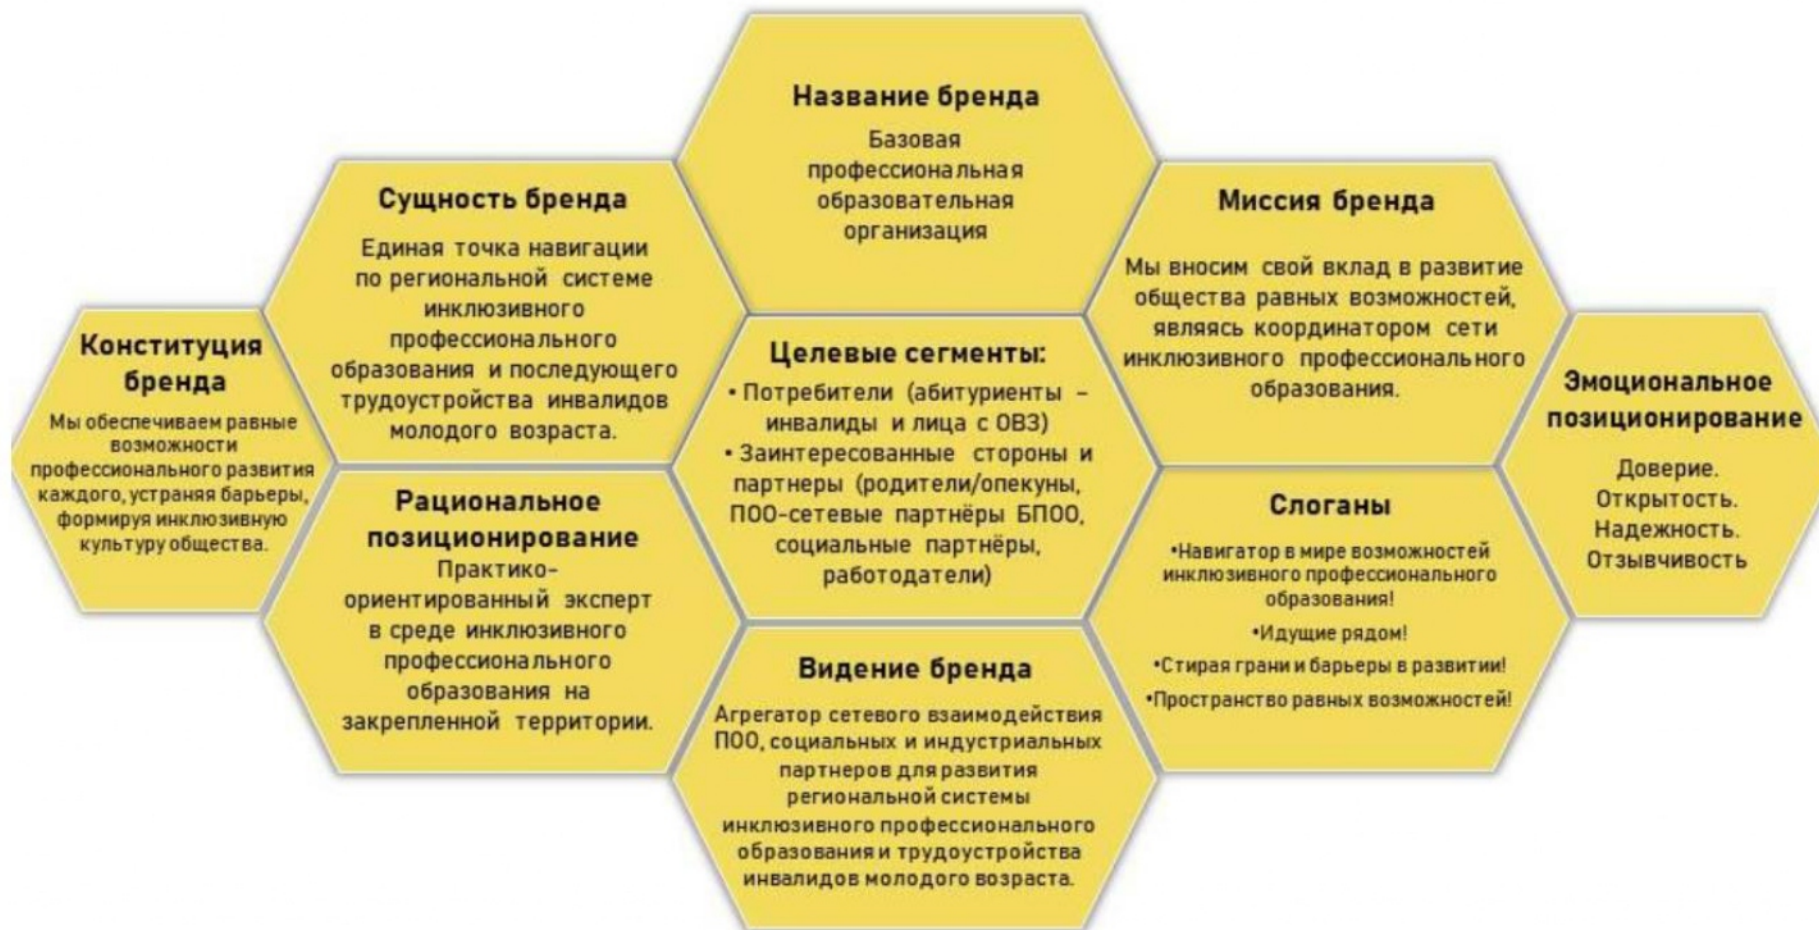 Название бренда
Базовая
профессиональная
образовательная
организация
Сущность бренда
Единая точка навигации
по региональной системе
инклюзивного
профессионального
образования и последующего
трудоустройства инвалидов
молодого возраста.
Миссия бренда
Мы вносим свой вклад в развитие
общества равных возможностей,
являясь координатором сети
инклюзивного профессионального
образования.
Конституция
бренда
Мы обеспечиваем равные
возможности
профессионального развития
каждого, устраняя барьеры,
формируя инклюзивную
культуру общества.
Целевые сегменты:
• Потребители (абитуриенты –
инвалиды и лица с ОВЗ)
• Заинтересованные стороны и
партнеры (родители/опекуны,
ПОО-сетевые партнёры БПОО,
социальные партнёры,
работодатели)
Эмоциональное
позиционирование
Доверие.
Открытость.
Надежность.
Отзывчивость
Рациональное
позиционирование
Практико-
ориентированный эксперт
в среде инклюзивного
профессионального
образования на
закрепленной территории.
Слоганы
•Навигатор в мире возможностей
инклюзивного профессионального
образования!
•Идущие рядом!
•Стирая грани и барьеры в развитии!
•Пространство равных возможностей!
Видение бренда
Агрегатор сетевого взаимодействия
ПОО, социальных и индустриальных
партнеров для развития
региональной системы
инклюзивного профессионального
образования и трудоустройства
инвалидов молодого возраста.